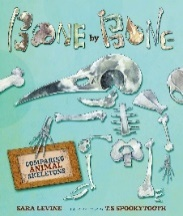 BONE by BONE
COMPARING
ANIMAL
SKELETONS
SARA LEVINE
T.S SPOOKYTOOTH